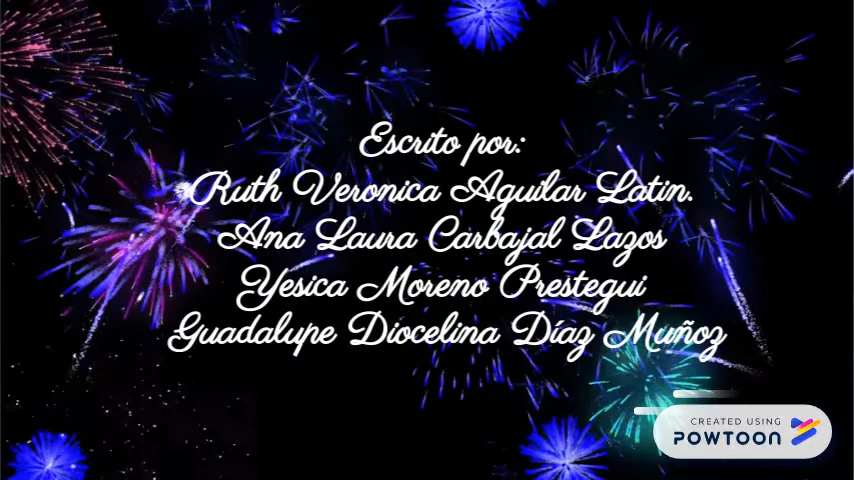 Escrito por:
Ruth Veronica Aguilar Latin.
Ana Laura Carbajal Lazos
Yesica Moreno Prestegui
Guadalupe Diocelina Díaz Muñoz
CREATED USING
POWTOON